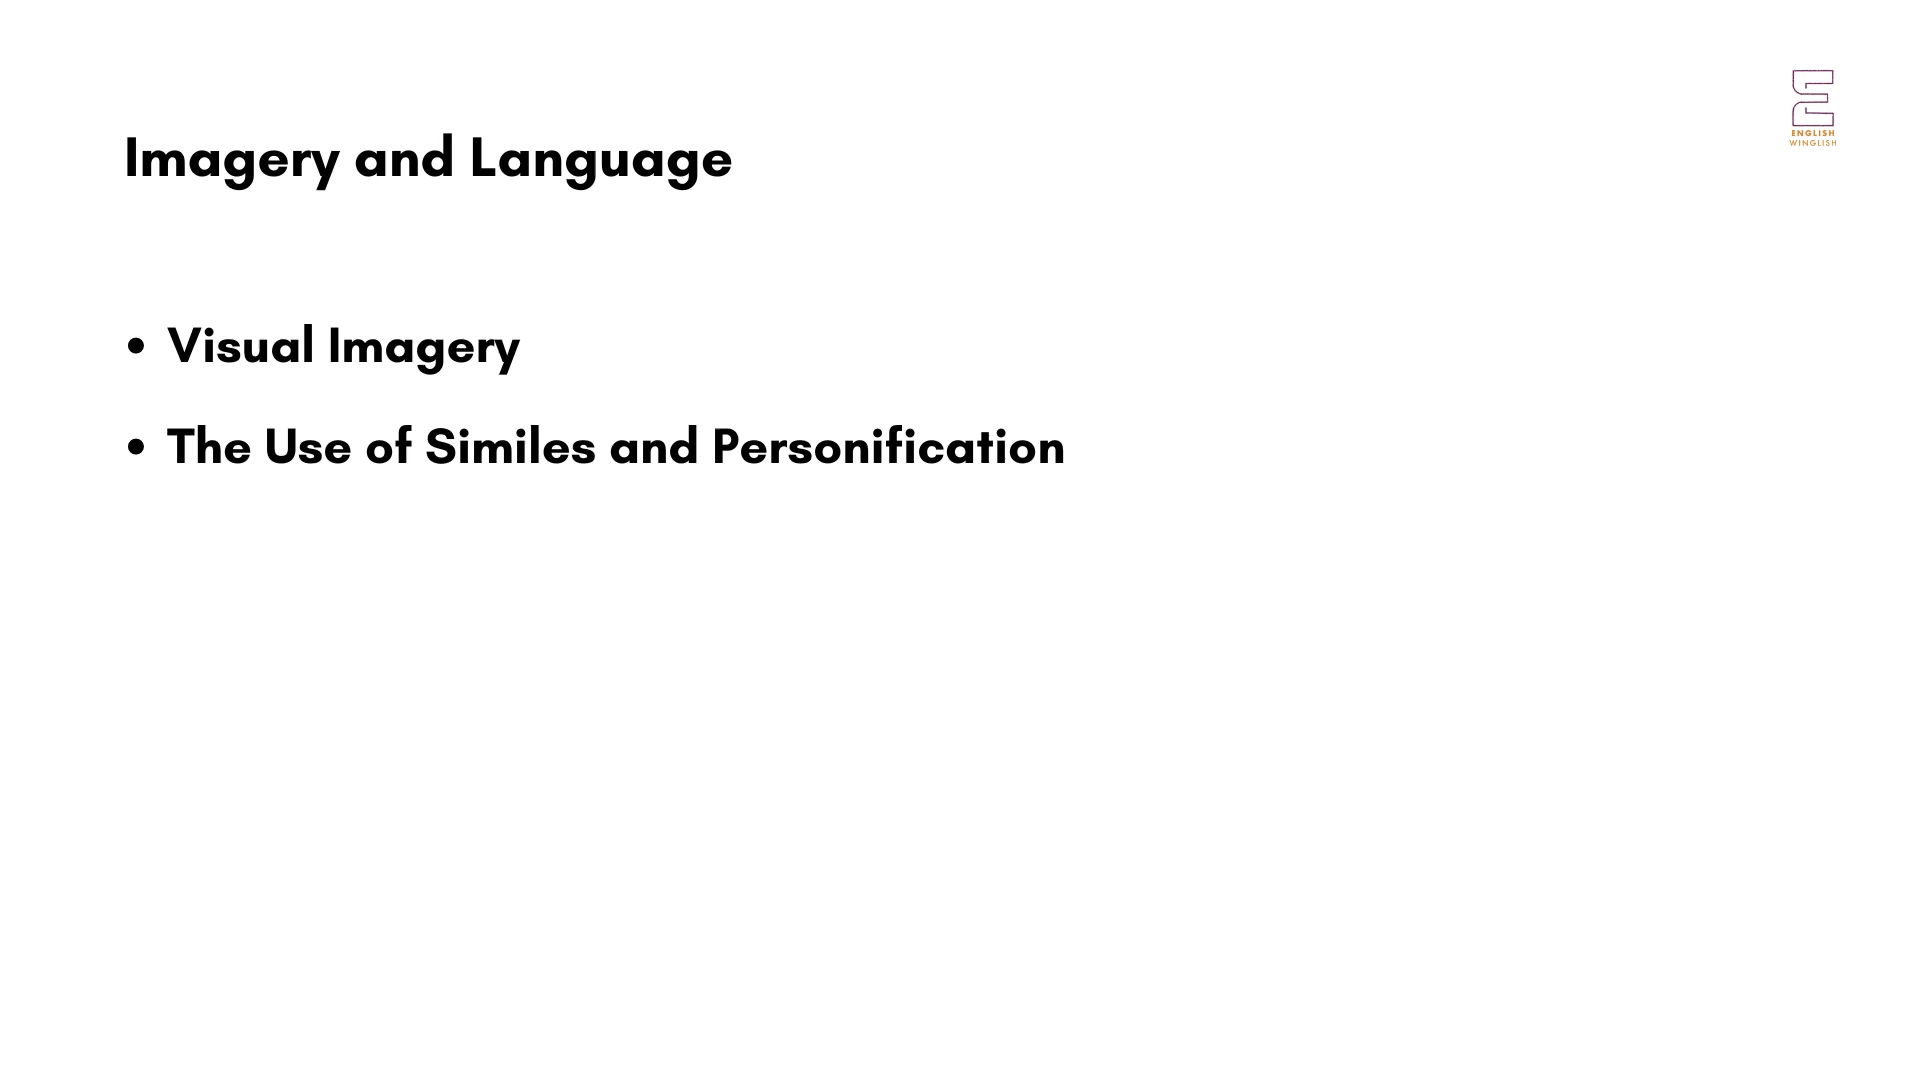 ENGLISH
WINGLISH
Imagery and Language
• Visual Imagery
• The Use of Similes and Personification